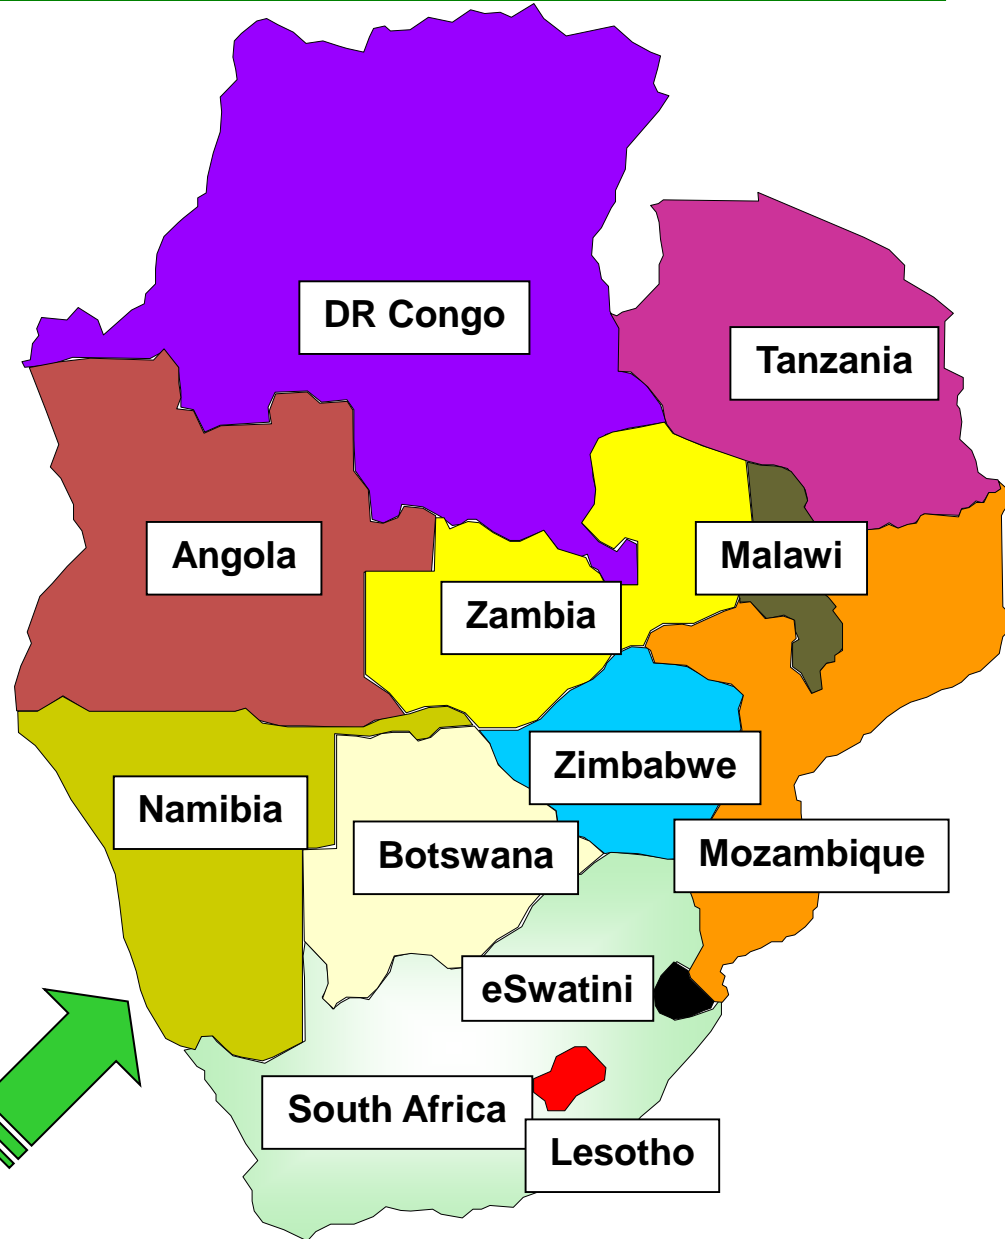 DR Congo
Tanzania
Angola
Malawi
Zambia
Zimbabwe
Namibia
Botswana
Mozambique
eSwatini
South Africa
Lesotho